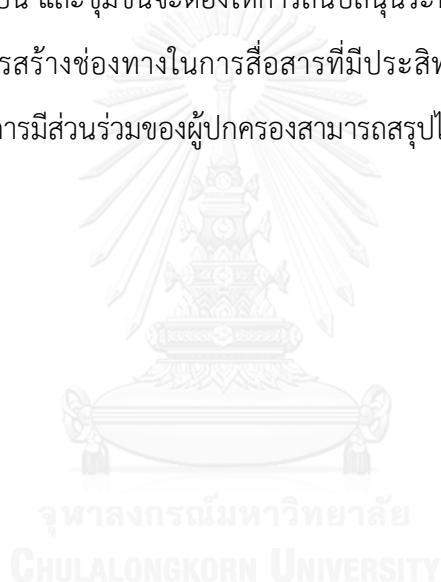 และชุมชนจะต้องให้การสนับสนุน
รสร้างช่องทางในการสื่อสารที่มีประสิท
การมีส่วนร่วมของผู้ปกครองสามารถสรุปไ
จุฬาลงกรณ์มหาวิทยาลัย
CHULALONGKORN UNIVERSITY